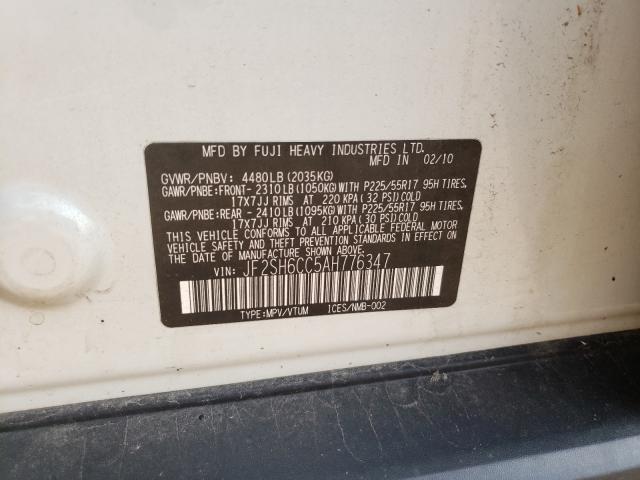 MFD BY FUJI HEAVY INDUSTRIES LTD.
MFD IN 02/10
GVWR/PNBV: 4480LB (2035KG)
GAWR/PNBE:FRONT-2310LB(1050KG)WITH P225/55R17 95H TIRES,
17X7JJ RIMS AT 220 KPA( 32 PSI)COLD
GAWR/PNBE:REAR -2410LB(1095KG)WITH P225/55R17 95H TIRES,
17X7JJ RIMS AT 210 KPA( 30 PSI)COLD
THIS VEHICLE CONFORMS TO ALL APPLICABLE FEDERAL MOTOR
VEHICLE SAFETY AND BUMPER STANDARDS IN EFFECT ON
THE DATE OF MANUFACTURE SHOWN ABOVE.
VIN: JF2SH6CC5AH776347
TYPE:MPV/VTUM ICES/NMB-002